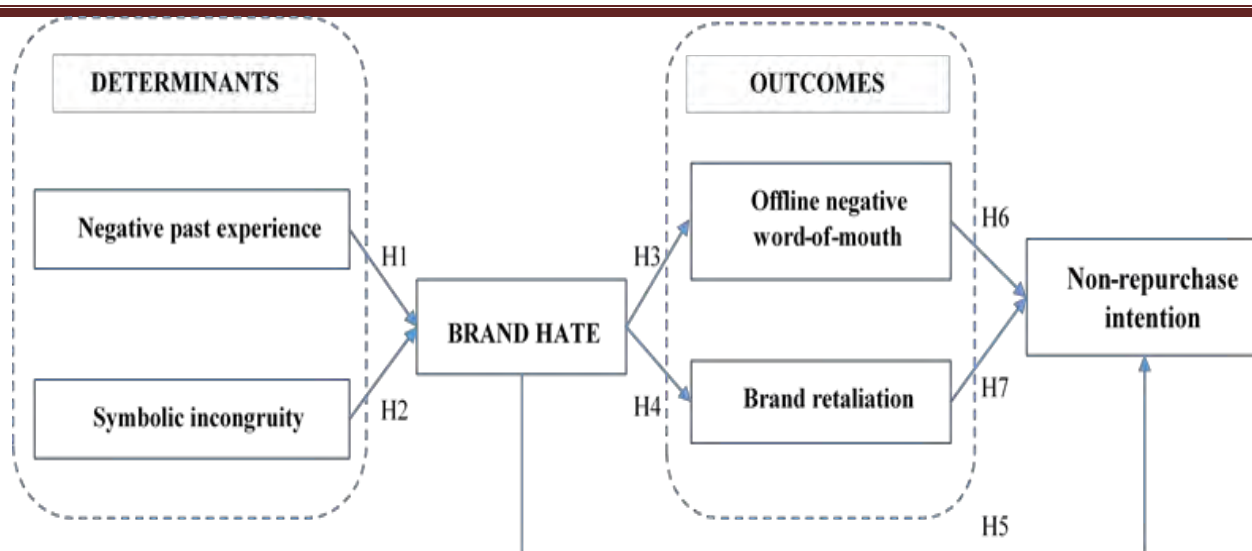 DETERMINANTS
OUTCOMES
Negative past experience
Symbolic incongruity
H1
H2
BRAND HATE
H3
H4
Offline negative
word-of-mouth
Brand retaliation
H6
H7
Non-repurchase
intention
H5